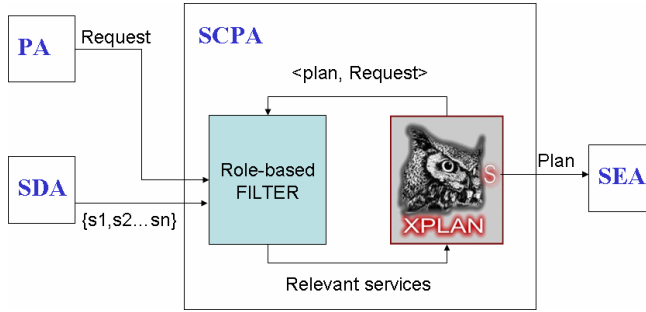 PA
Request
SCPA
<plan, Request>
Role-based
FILTER
S
XPLAN
Plan
SEA
SDA
{s1,s2…sn}
Relevant services